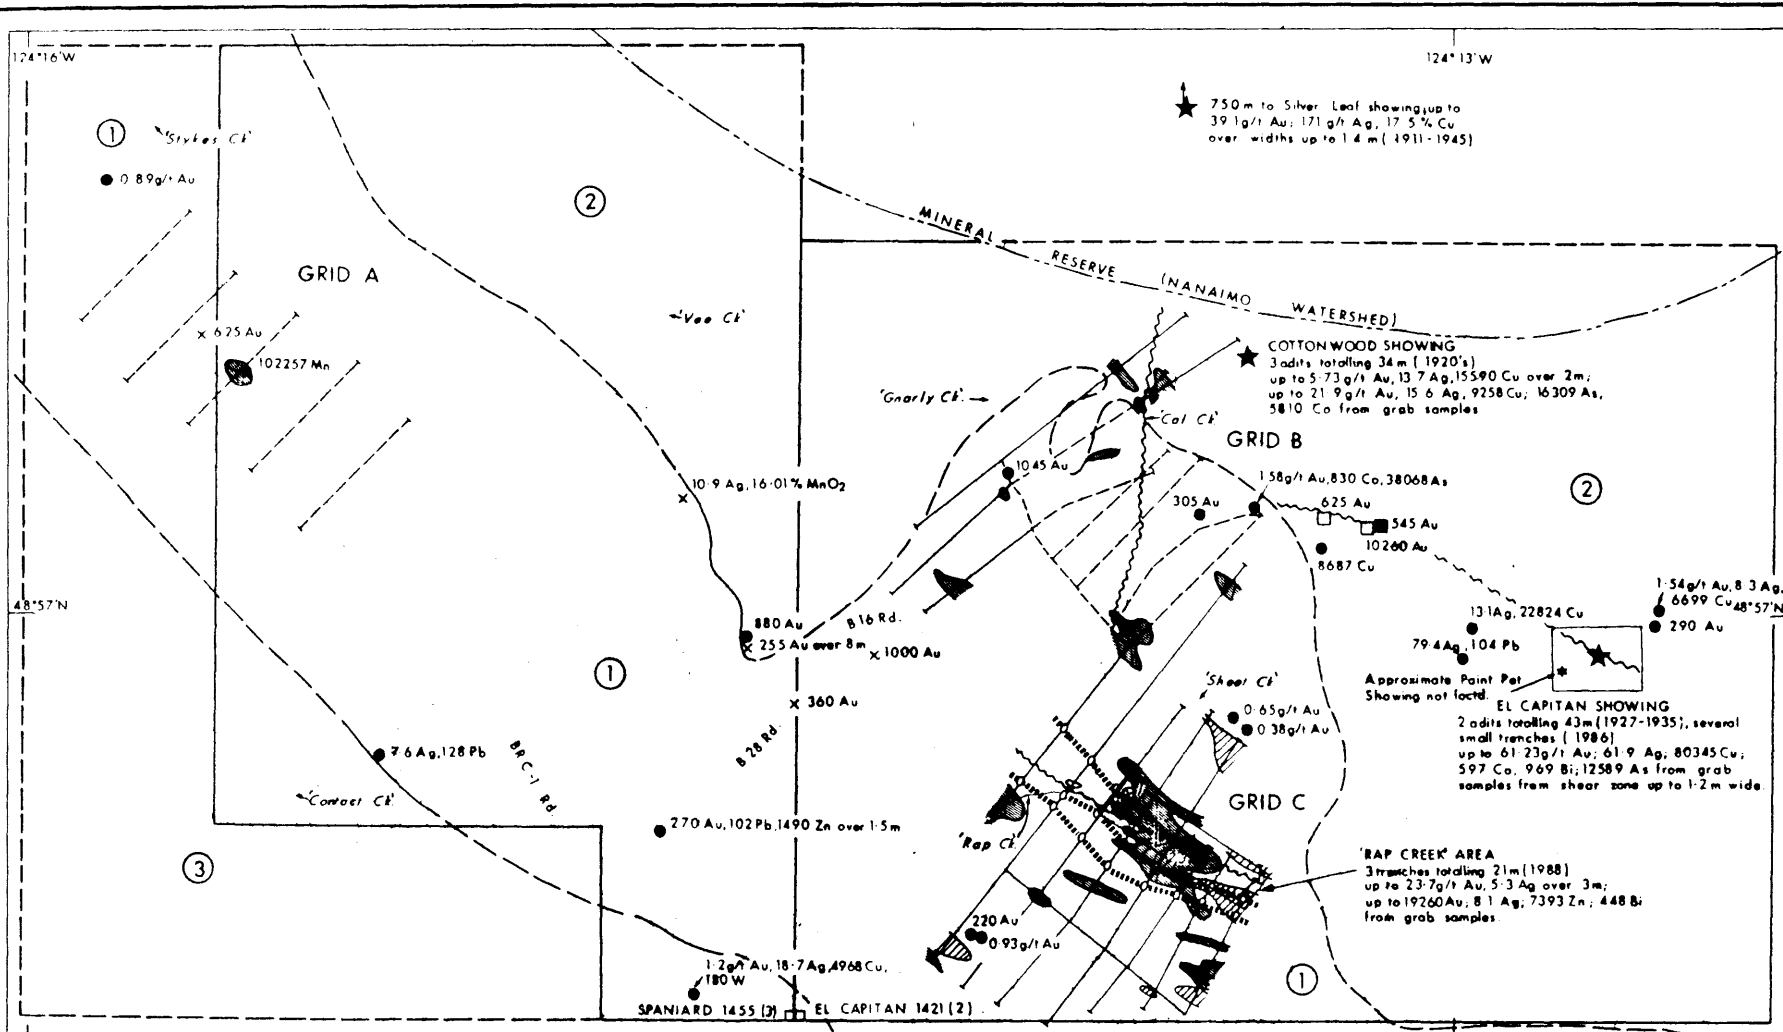 124°16'W
124°13'W
750m to Silver Leaf showing, up to
39.1g/t Au; 171 g/t Ag, 17.5% Cu
over widths up to 1.4 m (1911-1945)
1
'Stykes Ck'
0.89g/t Au
2
MINERAL RESERVE (NANAIMO WATERSHED)
GRID A
'Vee Ck'
625 Au
102257 Mn
COTTONWOOD SHOWING
3 adits totalling 34m (1920's)
up to 5.73g/t Au, 13.7 Ag, 15590 Cu over 2m;
up to 21.9g/t Au, 15.6 Ag, 9258 Cu; 16309 As,
5810 Co from grab samples
'Gnarly Ck'
'Cal Ck'
GRID B
1045 Au
1.58g/t Au, 830 Co, 38068 As
10.9 Ag, 16.01% MnO2
305 Au
625 Au
2
545 Au
10260 Au
8687 Cu
48°57'N
1.54g/t Au, 8.3 Ag,
6699 Cu
48°57'N
13.1Ag, 22824 Cu
290 Au
880 Au
B16 Rd.
255 Au over 8m
1000 Au
79.4 Ag, 104 Pb
1
'Sheet Ck'
Approximate Paint Pot
Showing not loctd.
360 Au
0.65g/t Au
0.38g/t Au
EL CAPITAN SHOWING
2 adits totalling 43m (1927-1935), several
small trenches (1986)
up to 61.23g/t Au; 61.9 Ag; 80345 Cu;
597 Co, 969 Bi; 12589 As from grab
samples from shear zone up to 1.2m wide.
7.6 Ag, 128 Pb
BRC-1 Rd.
B 28 Rd.
'Contact Ck'
GRID C
270 Au, 102 Pb, 1490 Zn over 1.5m
'Rap Ck'
3
'RAP CREEK' AREA
3 trenches totalling 21m (1988)
up to 23.7g/t Au, 5.3 Ag over 3m;
up to 19260 Au; 8.1 Ag; 7393 Zn; 448 Bi
from grab samples.
220 Au
0.93g/t Au
1.2g/t Au, 18.7 Ag, 4968 Cu,
180 W
1
SPANIARD 1455 (3)
EL CAPITAN 1421 (2)